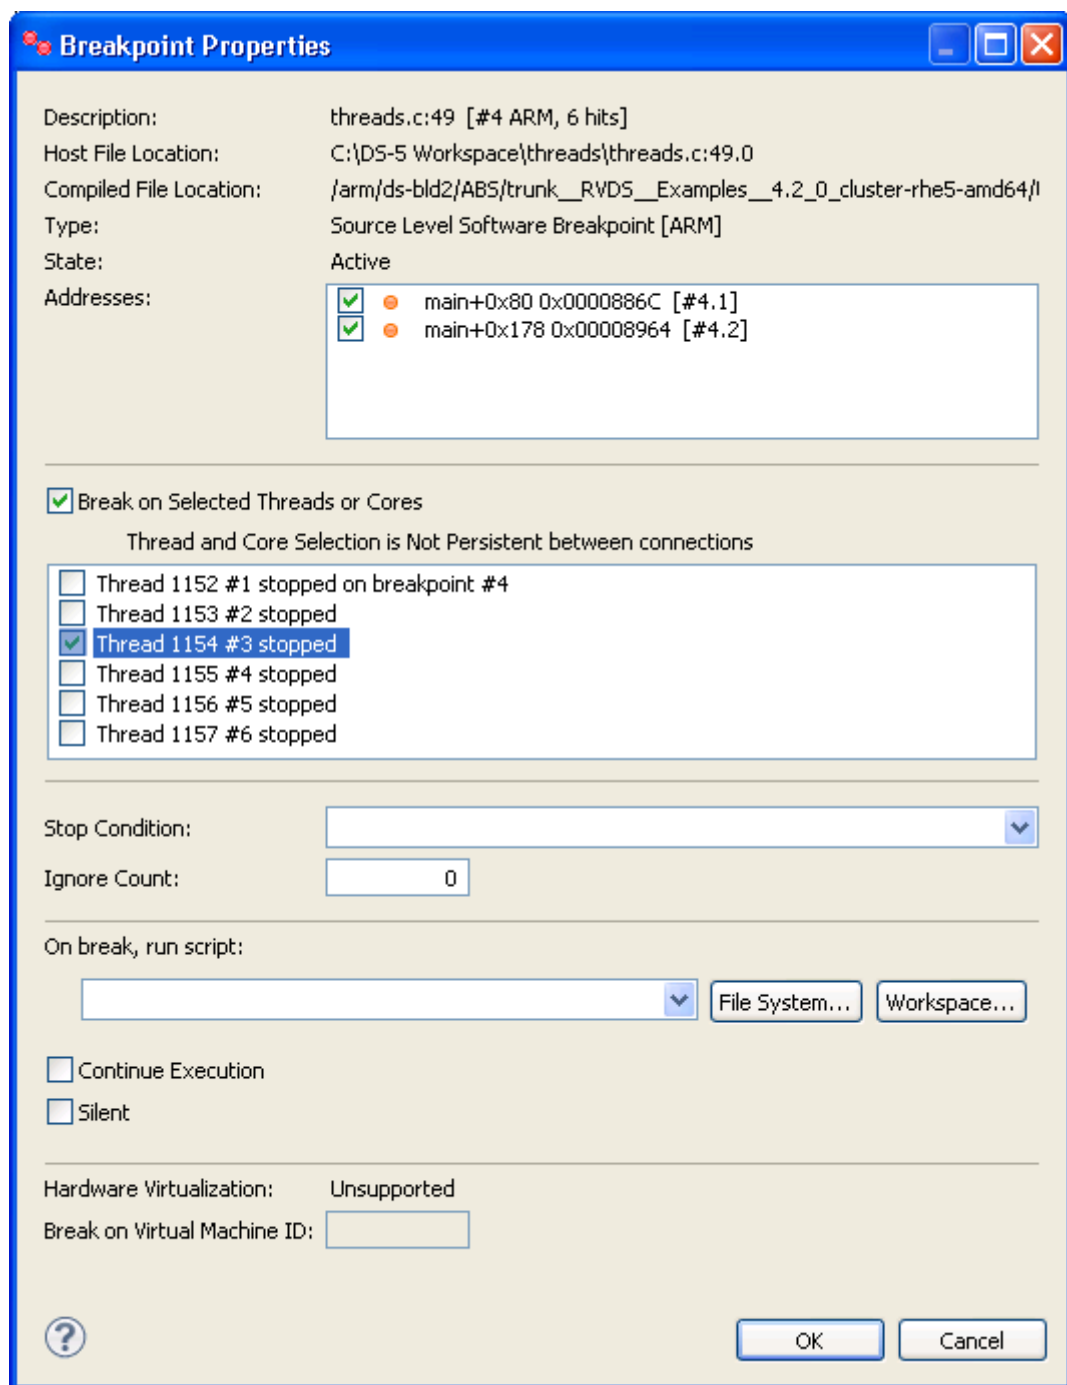 Breakpoint Properties
Description: threads.c:49 [#4 ARM, 6 hits]
Host File Location: C:\DS-5 Workspace\threads\threads.c:49.0
Compiled File Location: /arm/ds-bld2/ABS/trunk__RVDS__Examples__4.2_0_cluster-rhe5-amd64/
Type: Source Level Software Breakpoint [ARM]
State: Active
Addresses: main+0x80 0x0000886C [#4.1]
main+0x178 0x00008964 [#4.2]
Break on Selected Threads or Cores
Thread and Core Selection is Not Persistent between connections
Thread 1152 #1 stopped on breakpoint #4
Thread 1153 #2 stopped
Thread 1154 #3 stopped
Thread 1155 #4 stopped
Thread 1156 #5 stopped
Thread 1157 #6 stopped
Stop Condition:
Ignore Count: 0
On break, run script:
File System... Workspace...
Continue Execution
Silent
Hardware Virtualization: Unsupported
Break on Virtual Machine ID:
? OK Cancel